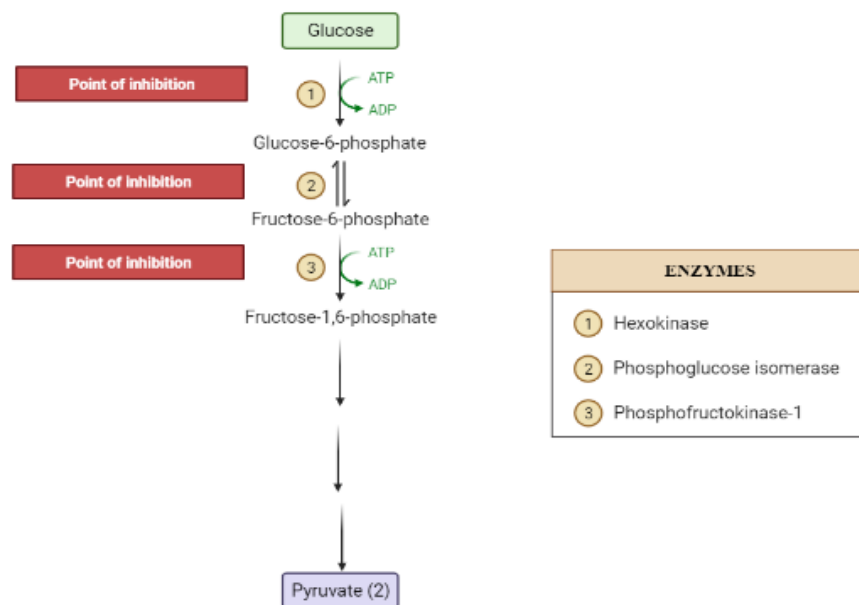 Glucose
Point of inhibition
1
ATP
ADP
Glucose-6-phosphate
Point of inhibition
2
Fructose-6-phosphate
Point of inhibition
3
ATP
ADP
Fructose-1,6-phosphate
ENZYMES
1 Hexokinase
2 Phosphoglucose isomerase
3 Phosphofructokinase-1
Pyruvate (2)